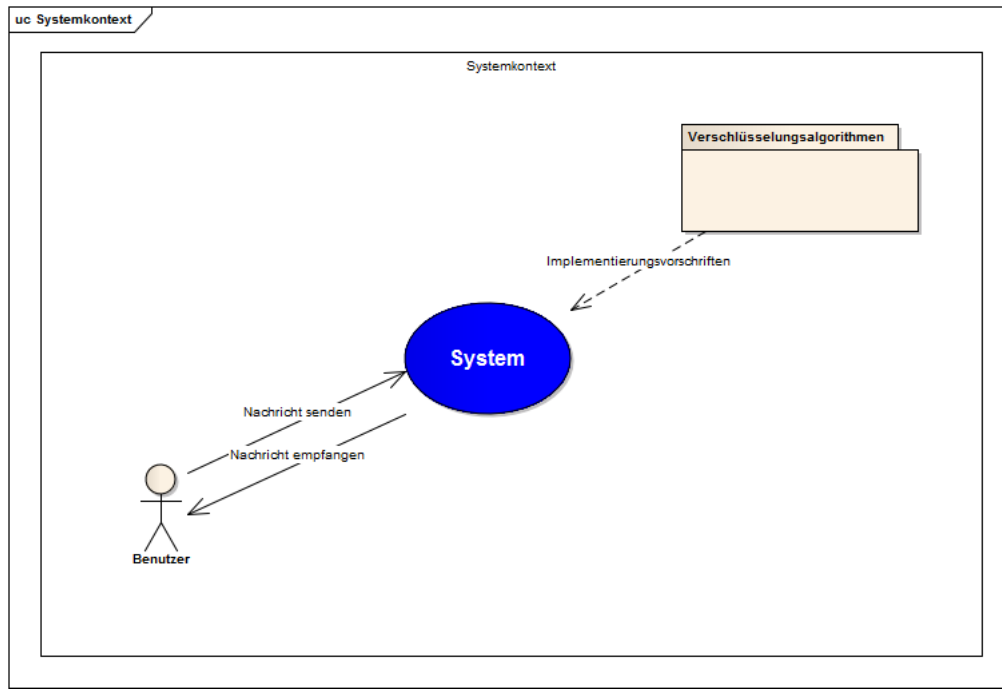 uc Systemkontext
Systemkontext
Verschlüsselungsalgorithmen
Implementierungsvorschriften
System
Nachricht senden
Nachricht empfangen
Benutzer